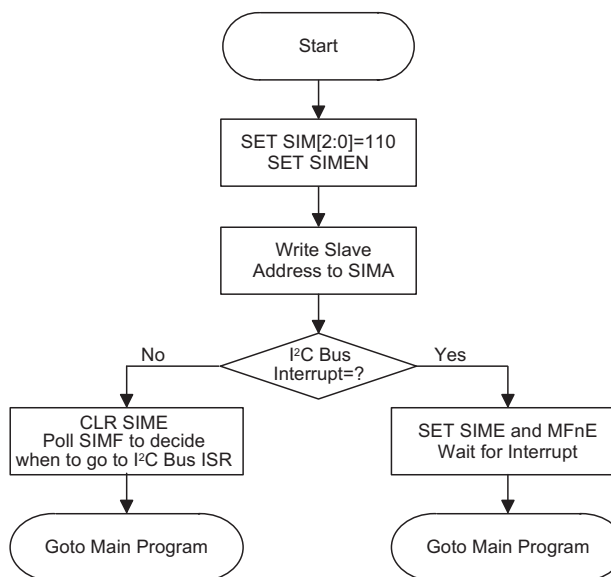 Start
SET SIM[2:0]=110
SET SIMEN
Write Slave
Address to SIMA
I²C Bus
Interrupt=?
No
Yes
CLR SIME
Poll SIMF to decide
when to go to I²C Bus ISR
SET SIME and MFnE
Wait for Interrupt
Goto Main Program
Goto Main Program